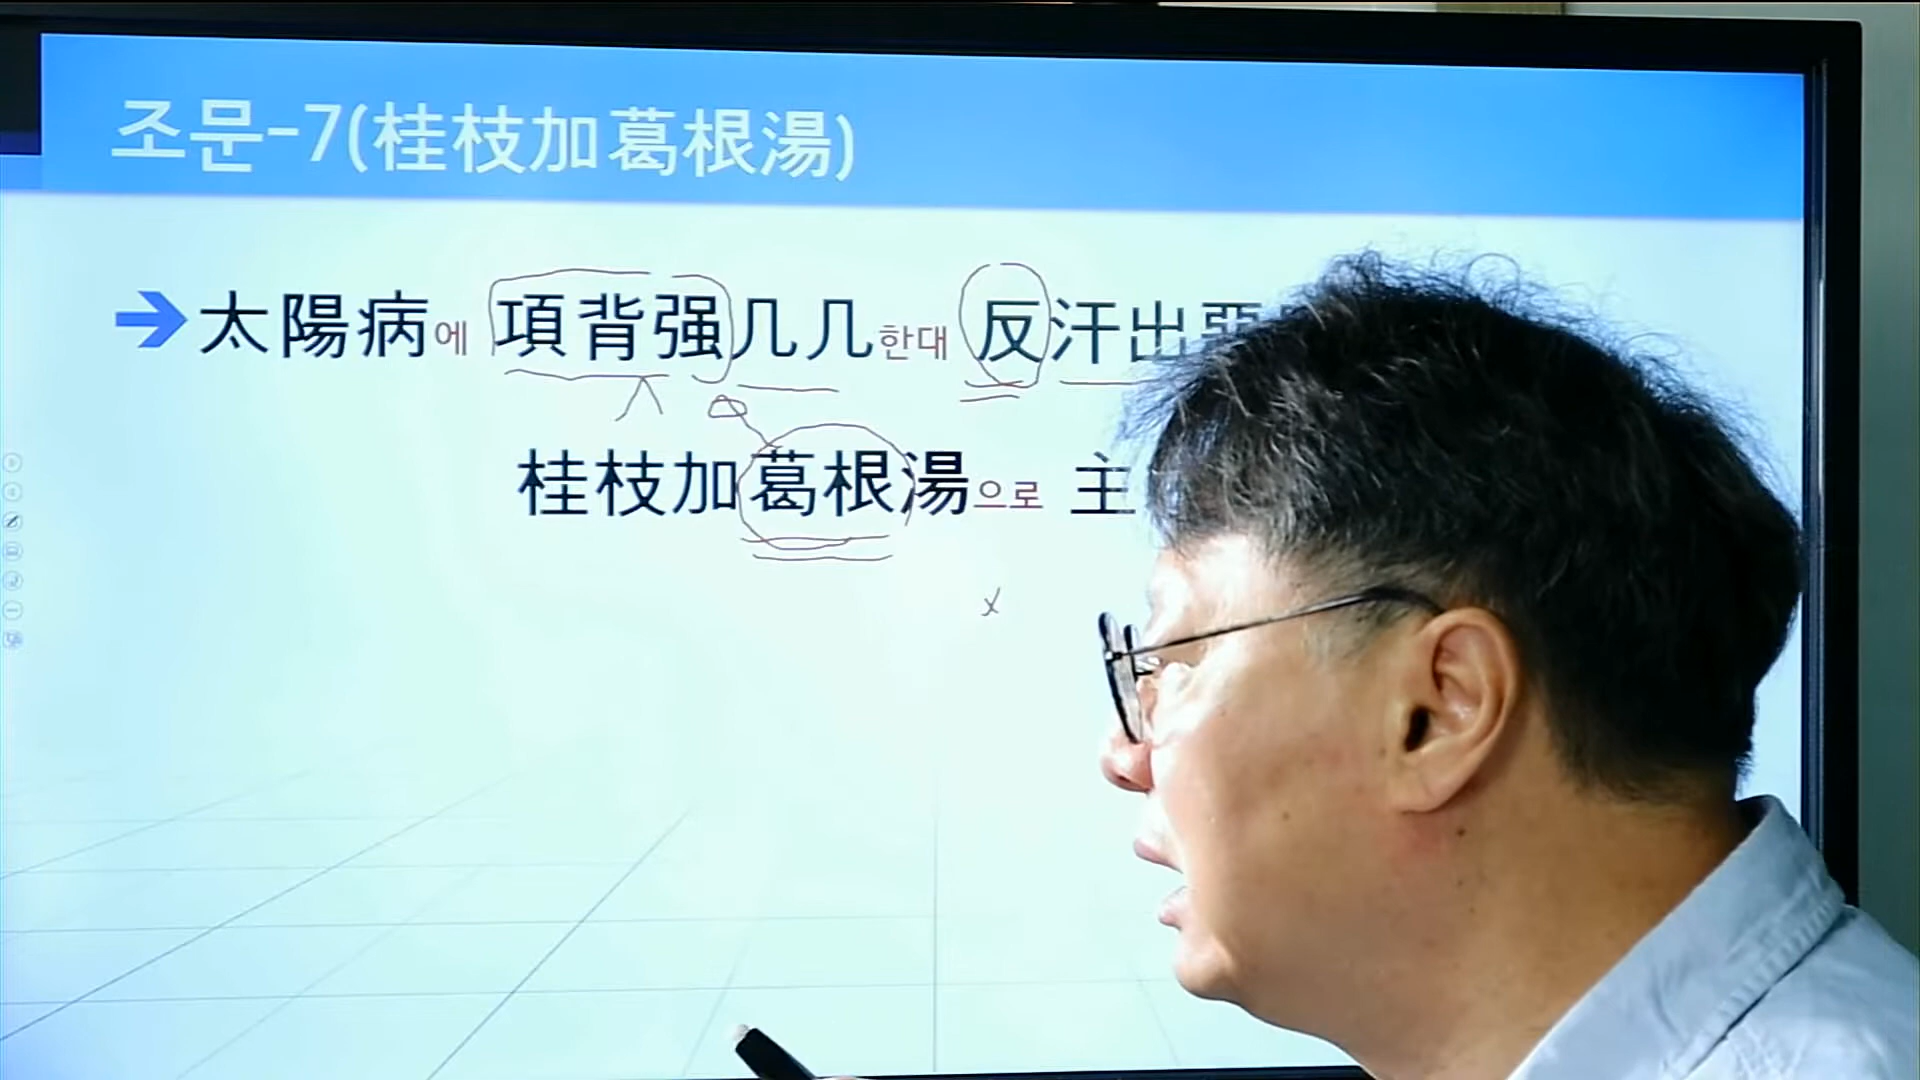 조문-7(桂枝加葛根湯)
太陽病에 項背强几几한대 反汗出惡
桂枝加葛根湯으로 主
x